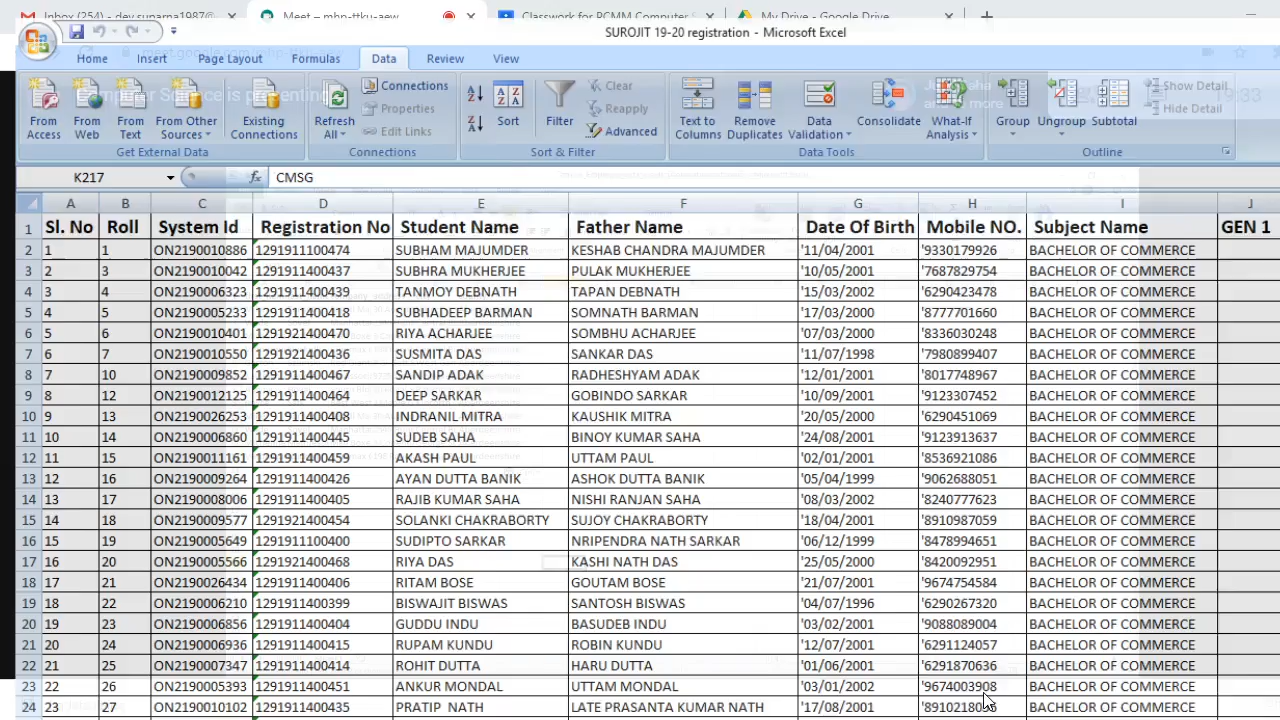 Inbox (254) - dev.suparna1987@ Meet – mbp-ttku-aew Classwork for BCMM Computer S My Drive - Google Drive
SUROJIT 19-20 registration - Microsoft Excel
Home Insert Page Layout Formulas Data Review View
Connections Clear Show Detail
Properties Reapply Hide Detail
Edit Links Advanced
From Access From Web From Text From Other Sources Existing Connections Refresh All Sort Filter Text to Columns Remove Duplicates Data Validation Consolidate What-If Analysis Group Ungroup Subtotal
19:33
Get External Data Connections Sort & Filter Data Tools Outline
K217 fx CMSG
A B C D E F G H I J
1 Sl. No Roll System Id Registration No Student Name Father Name Date Of Birth Mobile NO. Subject Name GEN 1
2 1 1 ON2190010886 1291911100474 SUBHAM MAJUMDER KESHAB CHANDRA MAJUMDER '11/04/2001 '9330179926 BACHELOR OF COMMERCE
3 2 3 ON2190010042 1291911400437 SUBHRA MUKHERJEE PULAK MUKHERJEE '10/05/2001 '7687829754 BACHELOR OF COMMERCE
4 3 4 ON2190006323 1291911400439 TANMOY DEBNATH TAPAN DEBNATH '15/03/2002 '6290423478 BACHELOR OF COMMERCE
5 4 5 ON2190005233 1291911400418 SUBHADEEP BARMAN SOMNATH BARMAN '17/03/2000 '8777701660 BACHELOR OF COMMERCE
6 5 6 ON2190010401 1291921400470 RIYA ACHARJEE SOMBHU ACHARJEE '07/03/2000 '8336030248 BACHELOR OF COMMERCE
7 6 7 ON2190010550 1291921400436 SUSMITA DAS SANKAR DAS '11/07/1998 '7980899407 BACHELOR OF COMMERCE
8 7 10 ON2190009852 1291911400467 SANDIP ADAK RADHESHYAM ADAK '12/01/2001 '8017748967 BACHELOR OF COMMERCE
9 8 12 ON2190012125 1291911400464 DEEP SARKAR GOBINDO SARKAR '10/09/2001 '9123307452 BACHELOR OF COMMERCE
10 9 13 ON2190026253 1291911400408 INDRANIL MITRA KAUSHIK MITRA '20/05/2000 '6290451069 BACHELOR OF COMMERCE
11 10 14 ON2190006860 1291911400445 SUDEB SAHA BINOY KUMAR SAHA '24/08/2001 '9123913637 BACHELOR OF COMMERCE
12 11 15 ON2190011161 1291911400459 AKASH PAUL UTTAM PAUL '02/01/2001 '8536921086 BACHELOR OF COMMERCE
13 12 16 ON2190009264 1291911400426 AYAN DUTTA BANIK ASHOK DUTTA BANIK '05/04/1999 '9062688051 BACHELOR OF COMMERCE
14 13 17 ON2190008006 1291911400405 RAJIB KUMAR SAHA NISHI RANJAN SAHA '08/03/2002 '8240777623 BACHELOR OF COMMERCE
15 14 18 ON2190009577 1291921400454 SOLANKI CHAKRABORTY SUJOY CHAKRABORTY '18/04/2001 '8910987059 BACHELOR OF COMMERCE
16 15 19 ON2190005649 1291911100400 SUDIPTO SARKAR NRIPENDRA NATH SARKAR '06/12/1999 '8478994651 BACHELOR OF COMMERCE
17 16 20 ON2190005566 1291921400468 RIYA DAS KASHI NATH DAS '25/05/2000 '8420092951 BACHELOR OF COMMERCE
18 17 21 ON2190026434 1291911400406 RITAM BOSE GOUTAM BOSE '21/07/2001 '9674754584 BACHELOR OF COMMERCE
19 18 22 ON2190006210 1291911400399 BISWAJIT BISWAS SANTOSH BISWAS '04/07/1996 '6290267320 BACHELOR OF COMMERCE
20 19 23 ON2190006856 1291911400404 GUDDU INDU BASUDEB INDU '03/02/2001 '9088089004 BACHELOR OF COMMERCE
21 20 24 ON2190006936 1291911400415 RUPAM KUNDU ROBIN KUNDU '12/07/2001 '6291124057 BACHELOR OF COMMERCE
22 21 25 ON2190007347 1291911400414 ROHIT DUTTA HARU DUTTA '01/06/2001 '6291870636 BACHELOR OF COMMERCE
23 22 26 ON2190005393 1291911400451 ANKUR MONDAL UTTAM MONDAL '03/01/2002 '9674003908 BACHELOR OF COMMERCE
24 23 27 ON2190010102 1291911400435 PRATIP NATH LATE PRASANTA KUMAR NATH '17/08/2001 BACHELOR OF COMMERCE